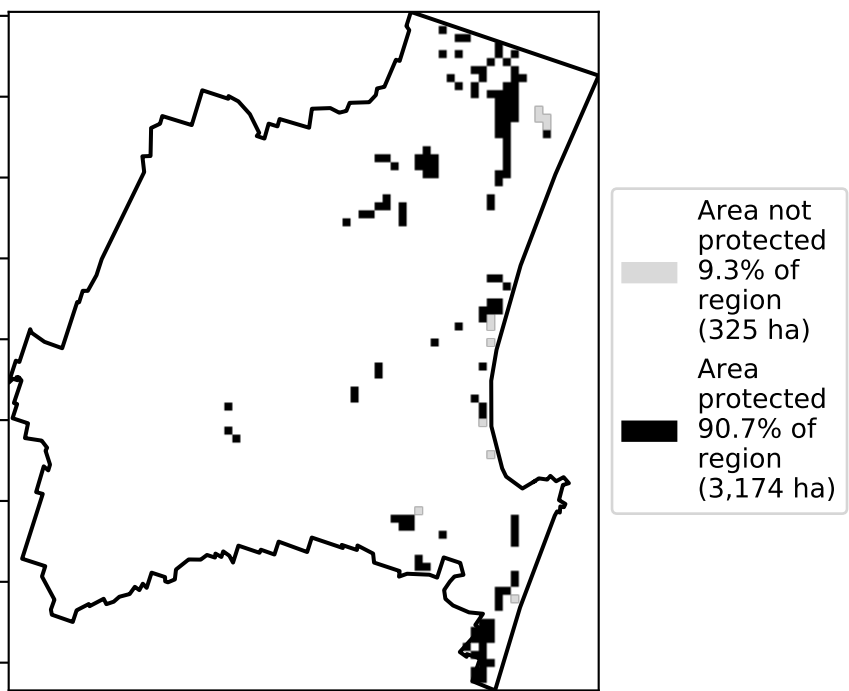 Area not
protected
9.3% of
region
(325 ha)
Area
protected
90.7% of
region
(3,174 ha)